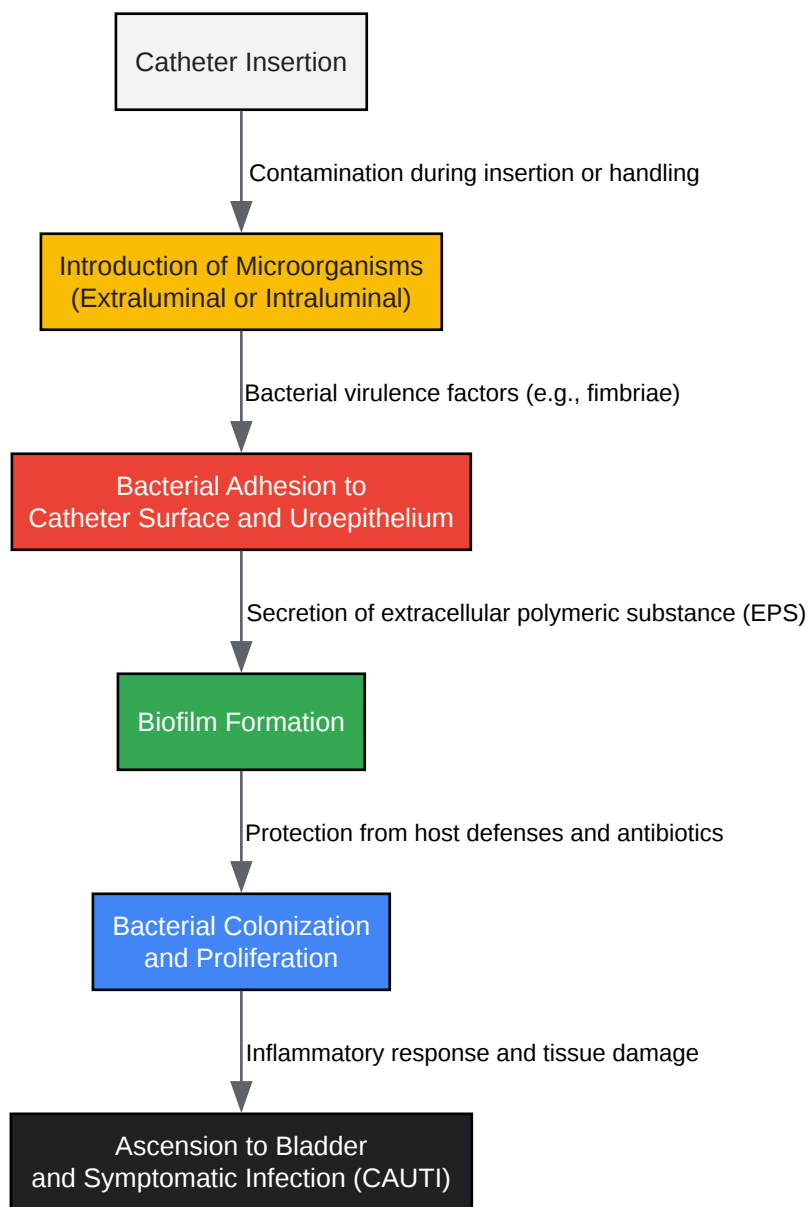 Catheter Insertion
Contamination during insertion or handling
Introduction of Microorganisms
(Extraluminal or Intraluminal)
Bacterial virulence factors (e.g., fimbriae)
Bacterial Adhesion to
Catheter Surface and Uroepithelium
Secretion of extracellular polymeric substance (EPS)
Biofilm Formation
Protection from host defenses and antibiotics
Bacterial Colonization
and Proliferation
Inflammatory response and tissue damage
Ascension to Bladder
and Symptomatic Infection (CAUTI)